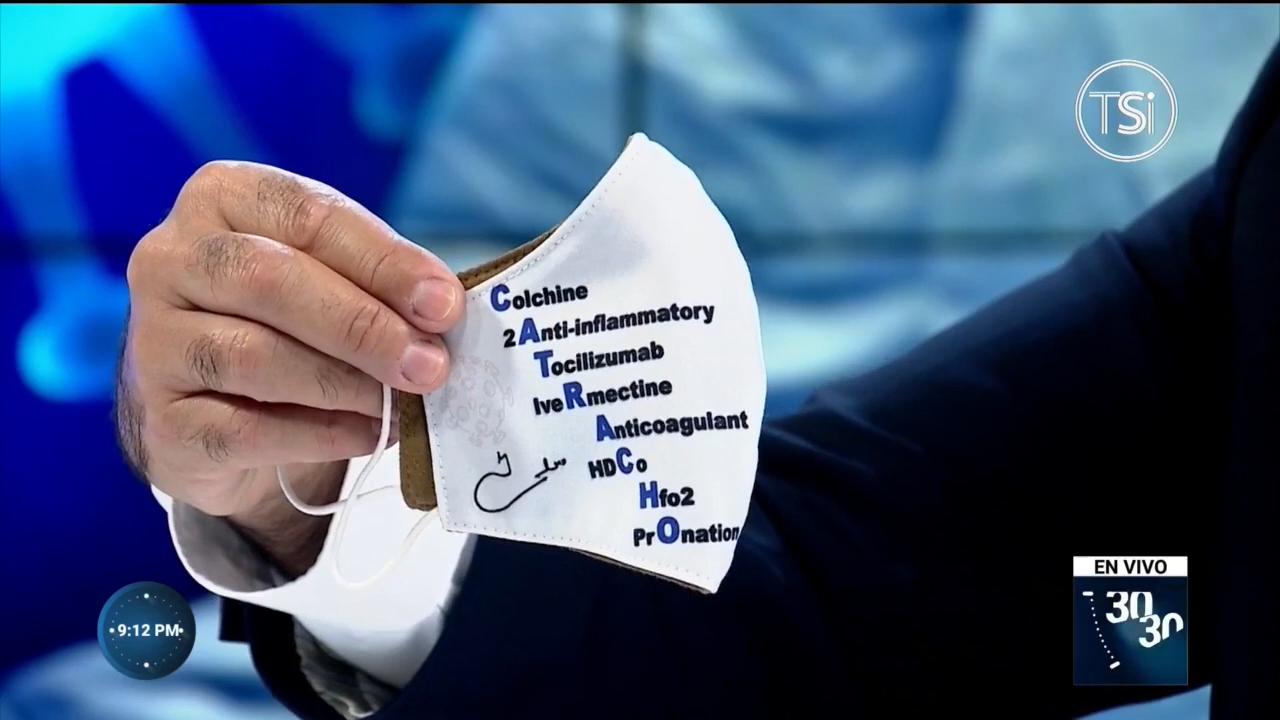 TSi
Colchine
2Anti-inflammatory
Tocilizumab
IveRmectine
Anticoagulant
HDCo
Hfo2
PrOnation
9:12 PM
EN VIVO
30
30